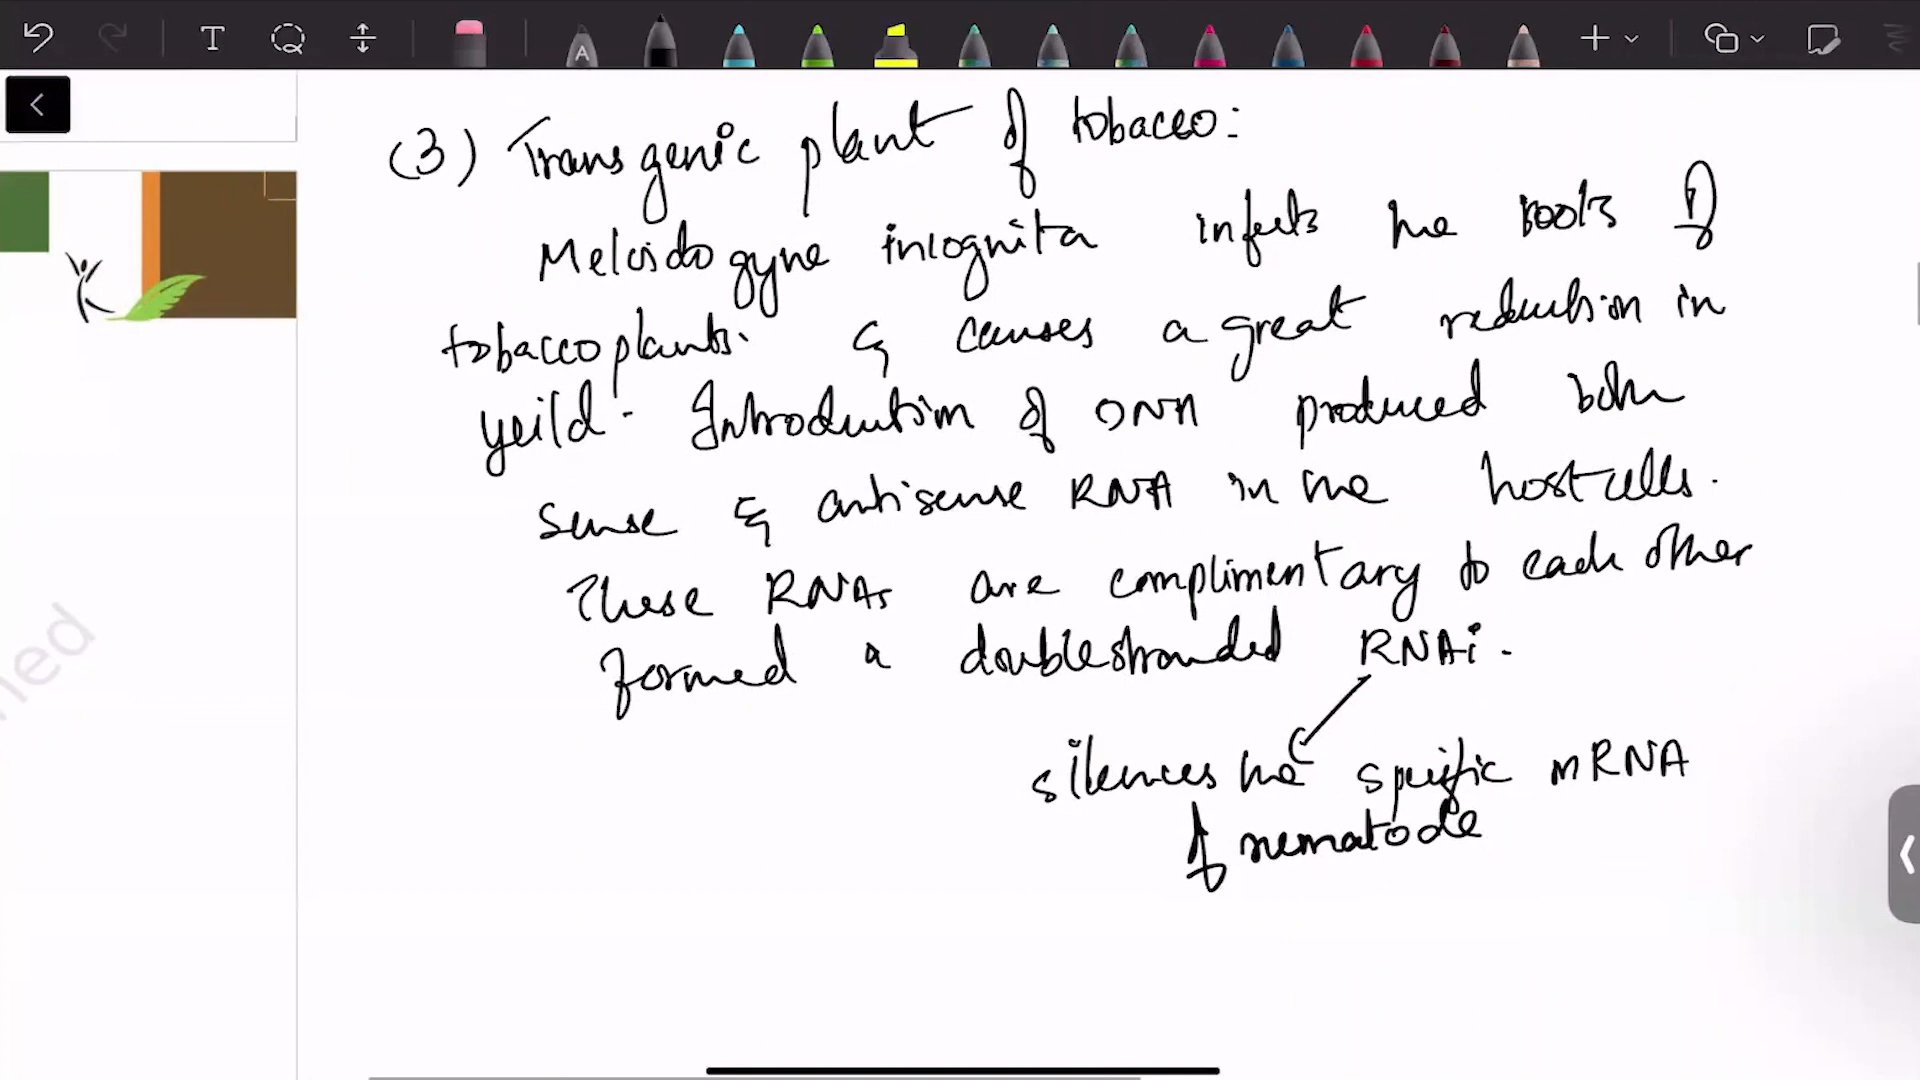 (3) Transgenic plant of tobacco:
Meloidogyne incognita infects the roots of
tobacco plants. & causes a great reduction in
yeild. Introduction of DNA produced both
sense & antisense RNA in the host cells.
These RNAs are complimentary to each other
formed a doublestranded RNAi.
silences the specific mRNA
of nematode
ned
T
A